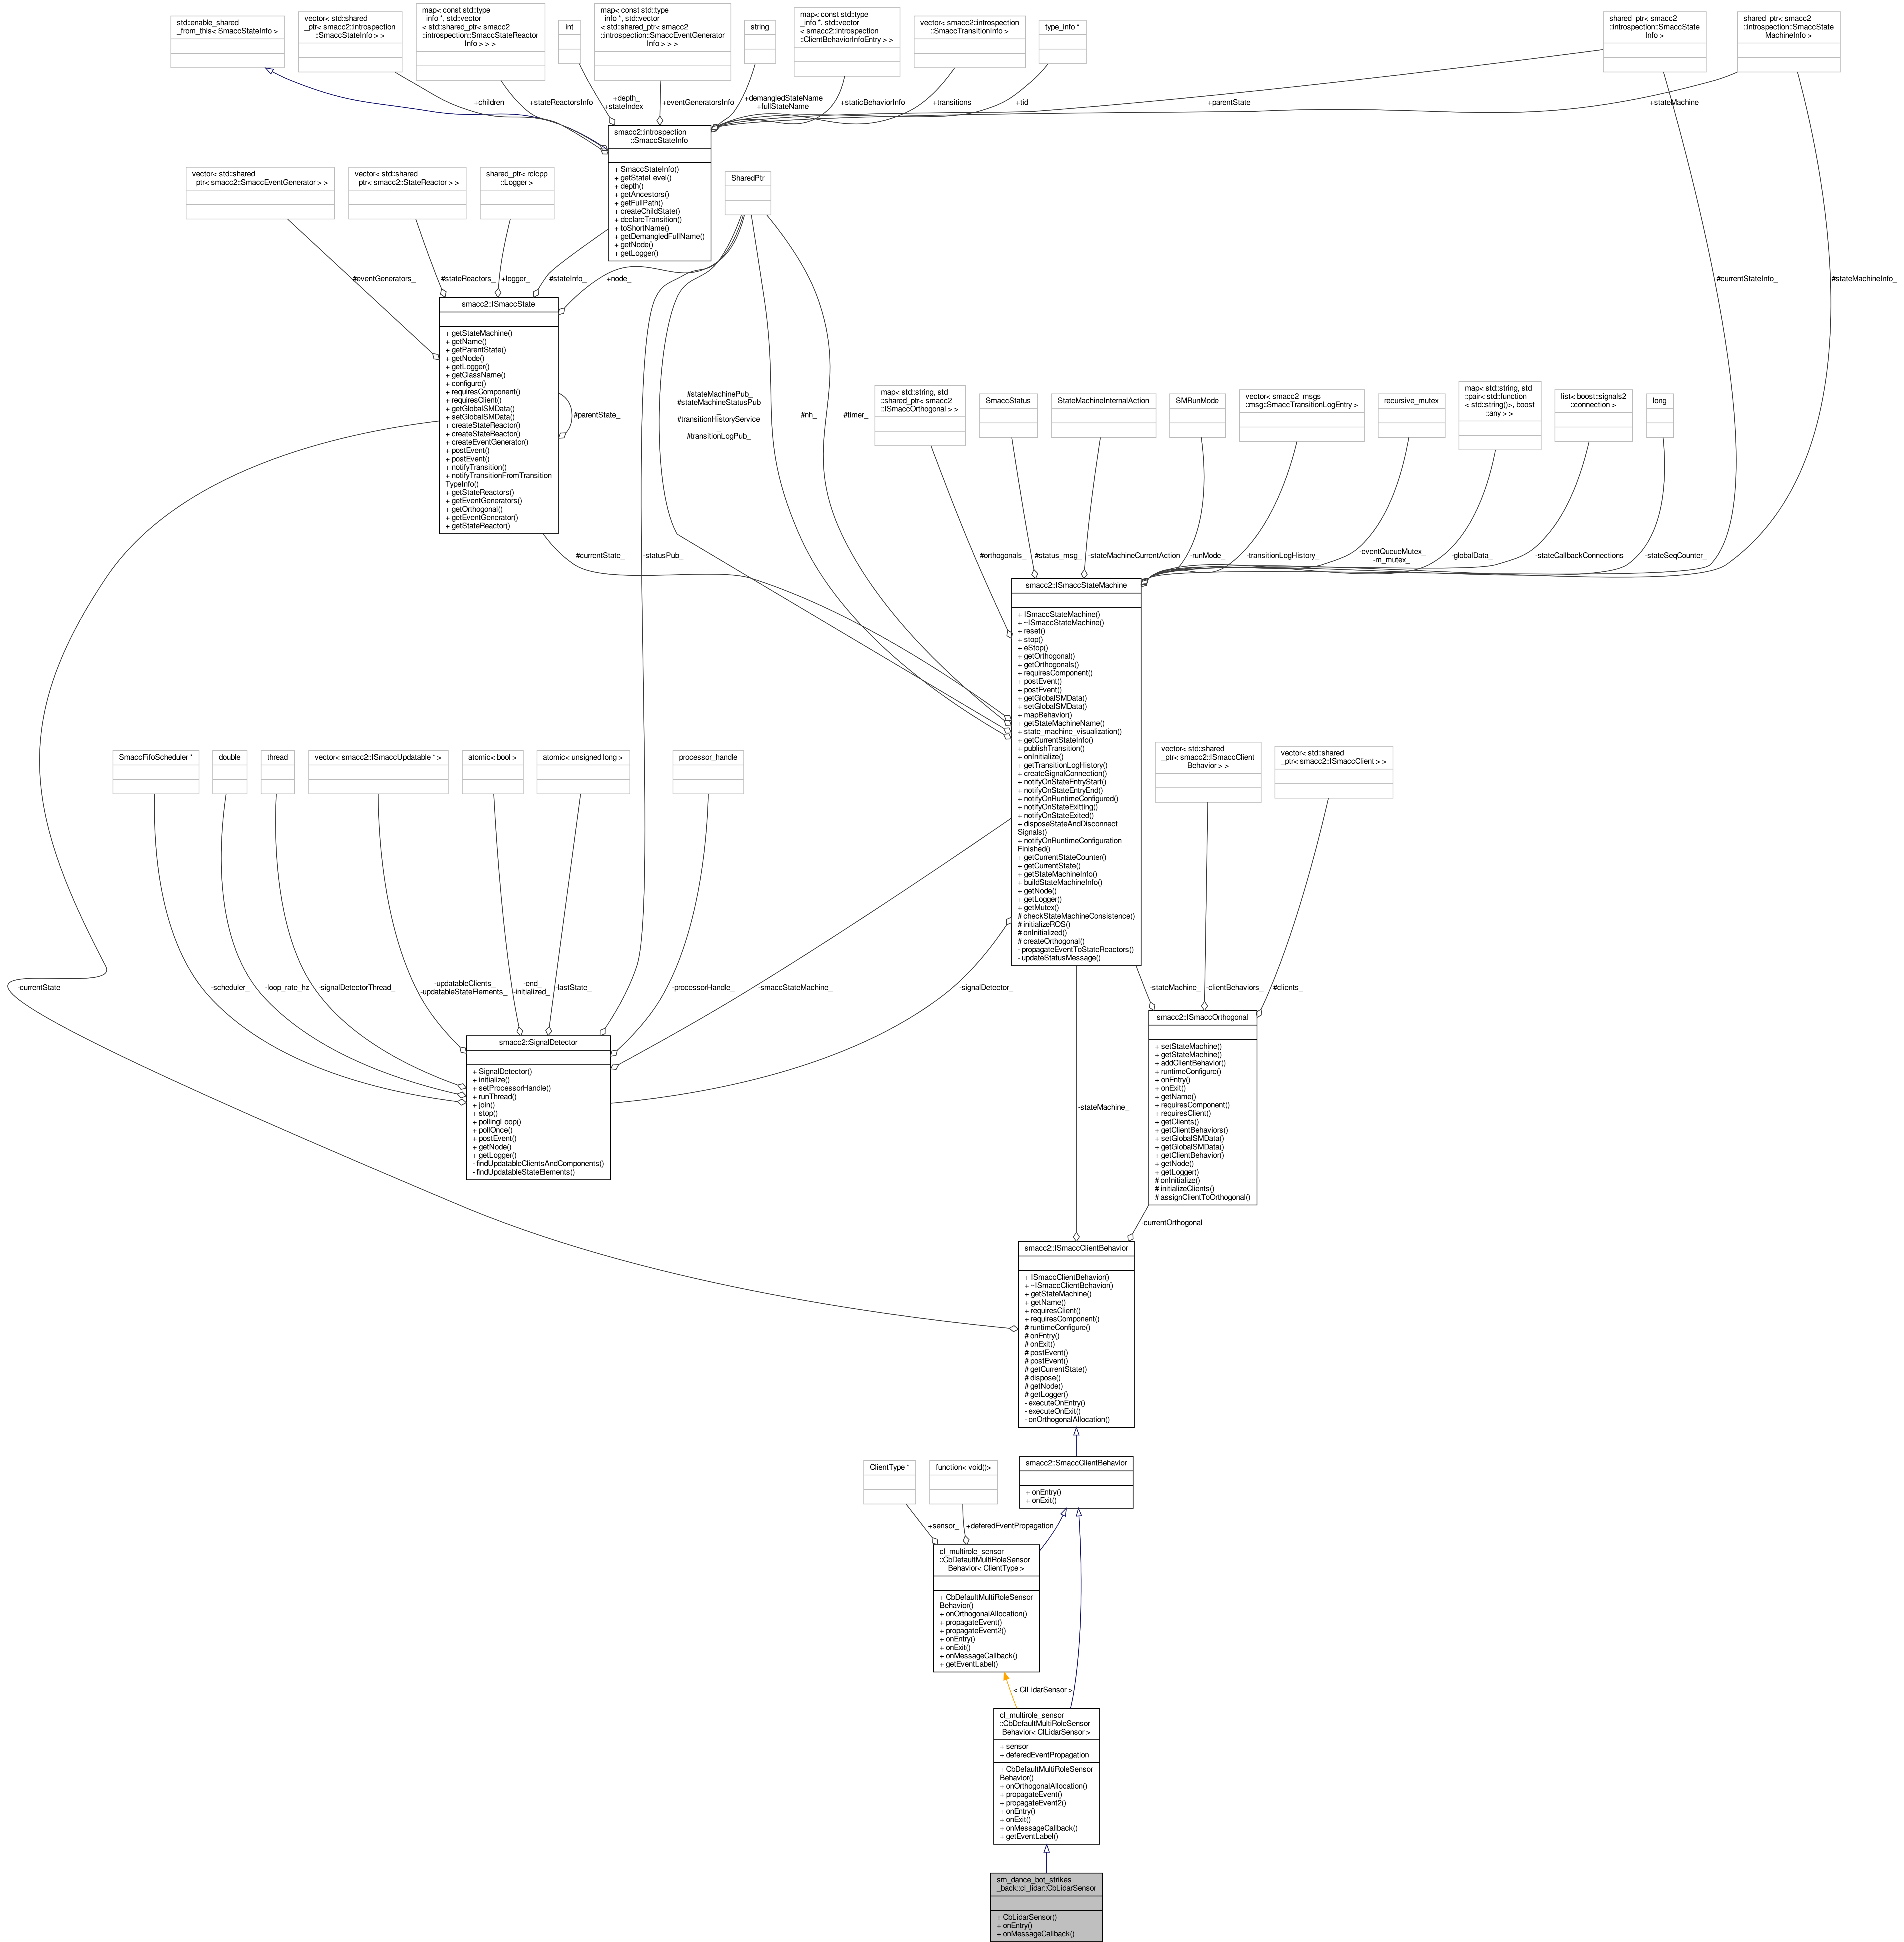 std::enable_shared
_from_this< SmaccStateInfo >
vector< std::shared
_ptr< smacc2::introspection
::SmaccStateInfo > >
map< const std::type
_info *, std::vector
< std::shared_ptr< smacc2
::introspection::SmaccStateReactor
Info > > >
int
map< const std::type
_info *, std::vector
< std::shared_ptr< smacc2
::introspection::SmaccEventGenerator
Info > > >
string
map< const std::type
_info *, std::vector
< smacc2::introspection
::ClientBehaviorInfoEntry > >
vector< smacc2::introspection
::SmaccTransitionInfo >
type_info *
shared_ptr< smacc2
::introspection::SmaccState
Info >
shared_ptr< smacc2
::introspection::SmaccState
MachineInfo >
+children_
+stateReactorsInfo
+depth_
+stateIndex_
+eventGeneratorsInfo
+demangledStateName
+fullStateName
+staticBehaviorInfo
+transitions_
+tid_
+parentState_
+stateMachine_
smacc2::introspection
::SmaccStateInfo
+ SmaccStateInfo()
+ getStateLevel()
+ depth()
+ getAncestors()
+ getFullPath()
+ createChildState()
+ declareTransition()
+ toShortName()
+ getDemangledFullName()
+ getNode()
+ getLogger()
vector< std::shared
_ptr< smacc2::SmaccEventGenerator > >
vector< std::shared
_ptr< smacc2::StateReactor > >
shared_ptr< rclcpp
::Logger >
SharedPtr
#eventGenerators_
#stateReactors_
+logger_
#stateInfo_
+node_
#currentStateInfo_
#stateMachineInfo_
smacc2::ISmaccState
+ getStateMachine()
+ getName()
+ getParentState()
+ getNode()
+ getLogger()
+ getClassName()
+ configure()
+ requiresComponent()
+ requiresClient()
+ getGlobalSMData()
+ setGlobalSMData()
+ createStateReactor()
+ createStateReactor()
+ createEventGenerator()
+ postEvent()
+ postEvent()
+ notifyTransition()
+ notifyTransitionFromTransition
TypeInfo()
+ getStateReactors()
+ getEventGenerators()
+ getOrthogonal()
+ getEventGenerator()
+ getStateReactor()
#parentState_
#stateMachinePub_
#stateMachineStatusPub
_
#transitionHistoryService
_
#transitionLogPub_
#nh_
#timer_
map< std::string, std
::shared_ptr< smacc2
::ISmaccOrthogonal > >
SmaccStatus
StateMachineInternalAction
SMRunMode
vector< smacc2_msgs
::msg::SmaccTransitionLogEntry >
recursive_mutex
map< std::string, std
::pair< std::function
< std::string()>, boost
::any > >
list< boost::signals2
::connection >
long
#currentState_
-statusPub_
#orthogonals_
#status_msg_
-stateMachineCurrentAction
-runMode_
-transitionLogHistory_
-eventQueueMutex_
-m_mutex_
-globalData_
-stateCallbackConnections
-stateSeqCounter_
smacc2::ISmaccStateMachine
+ ISmaccStateMachine()
+ ~ISmaccStateMachine()
+ reset()
+ stop()
+ eStop()
+ getOrthogonal()
+ getOrthogonals()
+ requiresComponent()
+ postEvent()
+ postEvent()
+ getGlobalSMData()
+ setGlobalSMData()
+ mapBehavior()
+ getStateMachineName()
+ state_machine_visualization()
+ getCurrentStateInfo()
+ publishTransition()
+ onInitialize()
+ getTransitionLogHistory()
+ createSignalConnection()
+ notifyOnStateEntryStart()
+ notifyOnStateEntryEnd()
+ notifyOnRuntimeConfigured()
+ notifyOnStateExitting()
+ notifyOnStateExited()
+ disposeStateAndDisconnect
Signals()
+ notifyOnRuntimeConfiguration
Finished()
+ getCurrentStateCounter()
+ getCurrentState()
+ getStateMachineInfo()
+ buildStateMachineInfo()
+ getNode()
+ getLogger()
+ getMutex()
# checkStateMachineConsistence()
# initializeROS()
# onInitialized()
# createOrthogonal()
- propagateEventToStateReactors()
- updateStatusMessage()
SmaccFifoScheduler *
double
thread
vector< smacc2::ISmaccUpdatable * >
atomic< bool >
atomic< unsigned long >
processor_handle
vector< std::shared
_ptr< smacc2::ISmaccClient
Behavior > >
vector< std::shared
_ptr< smacc2::ISmaccClient > >
-currentState
-scheduler_
-loop_rate_hz
-signalDetectorThread_
-updatableClients_
-updatableStateElements_
-end_
-initialized_
-lastState_
-processorHandle_
-smaccStateMachine_
-signalDetector_
-stateMachine_
-clientBehaviors_
#clients_
smacc2::SignalDetector
+ SignalDetector()
+ initialize()
+ setProcessorHandle()
+ runThread()
+ join()
+ stop()
+ pollingLoop()
+ pollOnce()
+ postEvent()
+ getNode()
+ getLogger()
- findUpdatableClientsAndComponents()
- findUpdatableStateElements()
smacc2::ISmaccOrthogonal
+ setStateMachine()
+ getStateMachine()
+ addClientBehavior()
+ runtimeConfigure()
+ onEntry()
+ onExit()
+ getName()
+ requiresComponent()
+ requiresClient()
+ getClients()
+ getClientBehaviors()
+ setGlobalSMData()
+ getGlobalSMData()
+ getClientBehavior()
+ getNode()
+ getLogger()
# onInitialize()
# initializeClients()
# assignClientToOrthogonal()
-stateMachine_
-currentOrthogonal
smacc2::ISmaccClientBehavior
+ ISmaccClientBehavior()
+ ~ISmaccClientBehavior()
+ getStateMachine()
+ getName()
+ requiresClient()
+ requiresComponent()
# runtimeConfigure()
# onEntry()
# onExit()
# postEvent()
# postEvent()
# getCurrentState()
# dispose()
# getNode()
# getLogger()
- executeOnEntry()
- executeOnExit()
- onOrthogonalAllocation()
ClientType *
function< void()>
smacc2::SmaccClientBehavior
+ onEntry()
+ onExit()
+sensor_
+deferedEventPropagation
cl_multirole_sensor
::CbDefaultMultiRoleSensor
Behavior< ClientType >
+ CbDefaultMultiRoleSensor
Behavior()
+ onOrthogonalAllocation()
+ propagateEvent()
+ propagateEvent2()
+ onEntry()
+ onExit()
+ onMessageCallback()
+ getEventLabel()
< ClLidarSensor >
cl_multirole_sensor
::CbDefaultMultiRoleSensor
Behavior< ClLidarSensor >
+ sensor_
+ deferedEventPropagation
+ CbDefaultMultiRoleSensor
Behavior()
+ onOrthogonalAllocation()
+ propagateEvent()
+ propagateEvent2()
+ onEntry()
+ onExit()
+ onMessageCallback()
+ getEventLabel()
sm_dance_bot_strikes
_back::cl_lidar::CbLidarSensor
+ CbLidarSensor()
+ onEntry()
+ onMessageCallback()